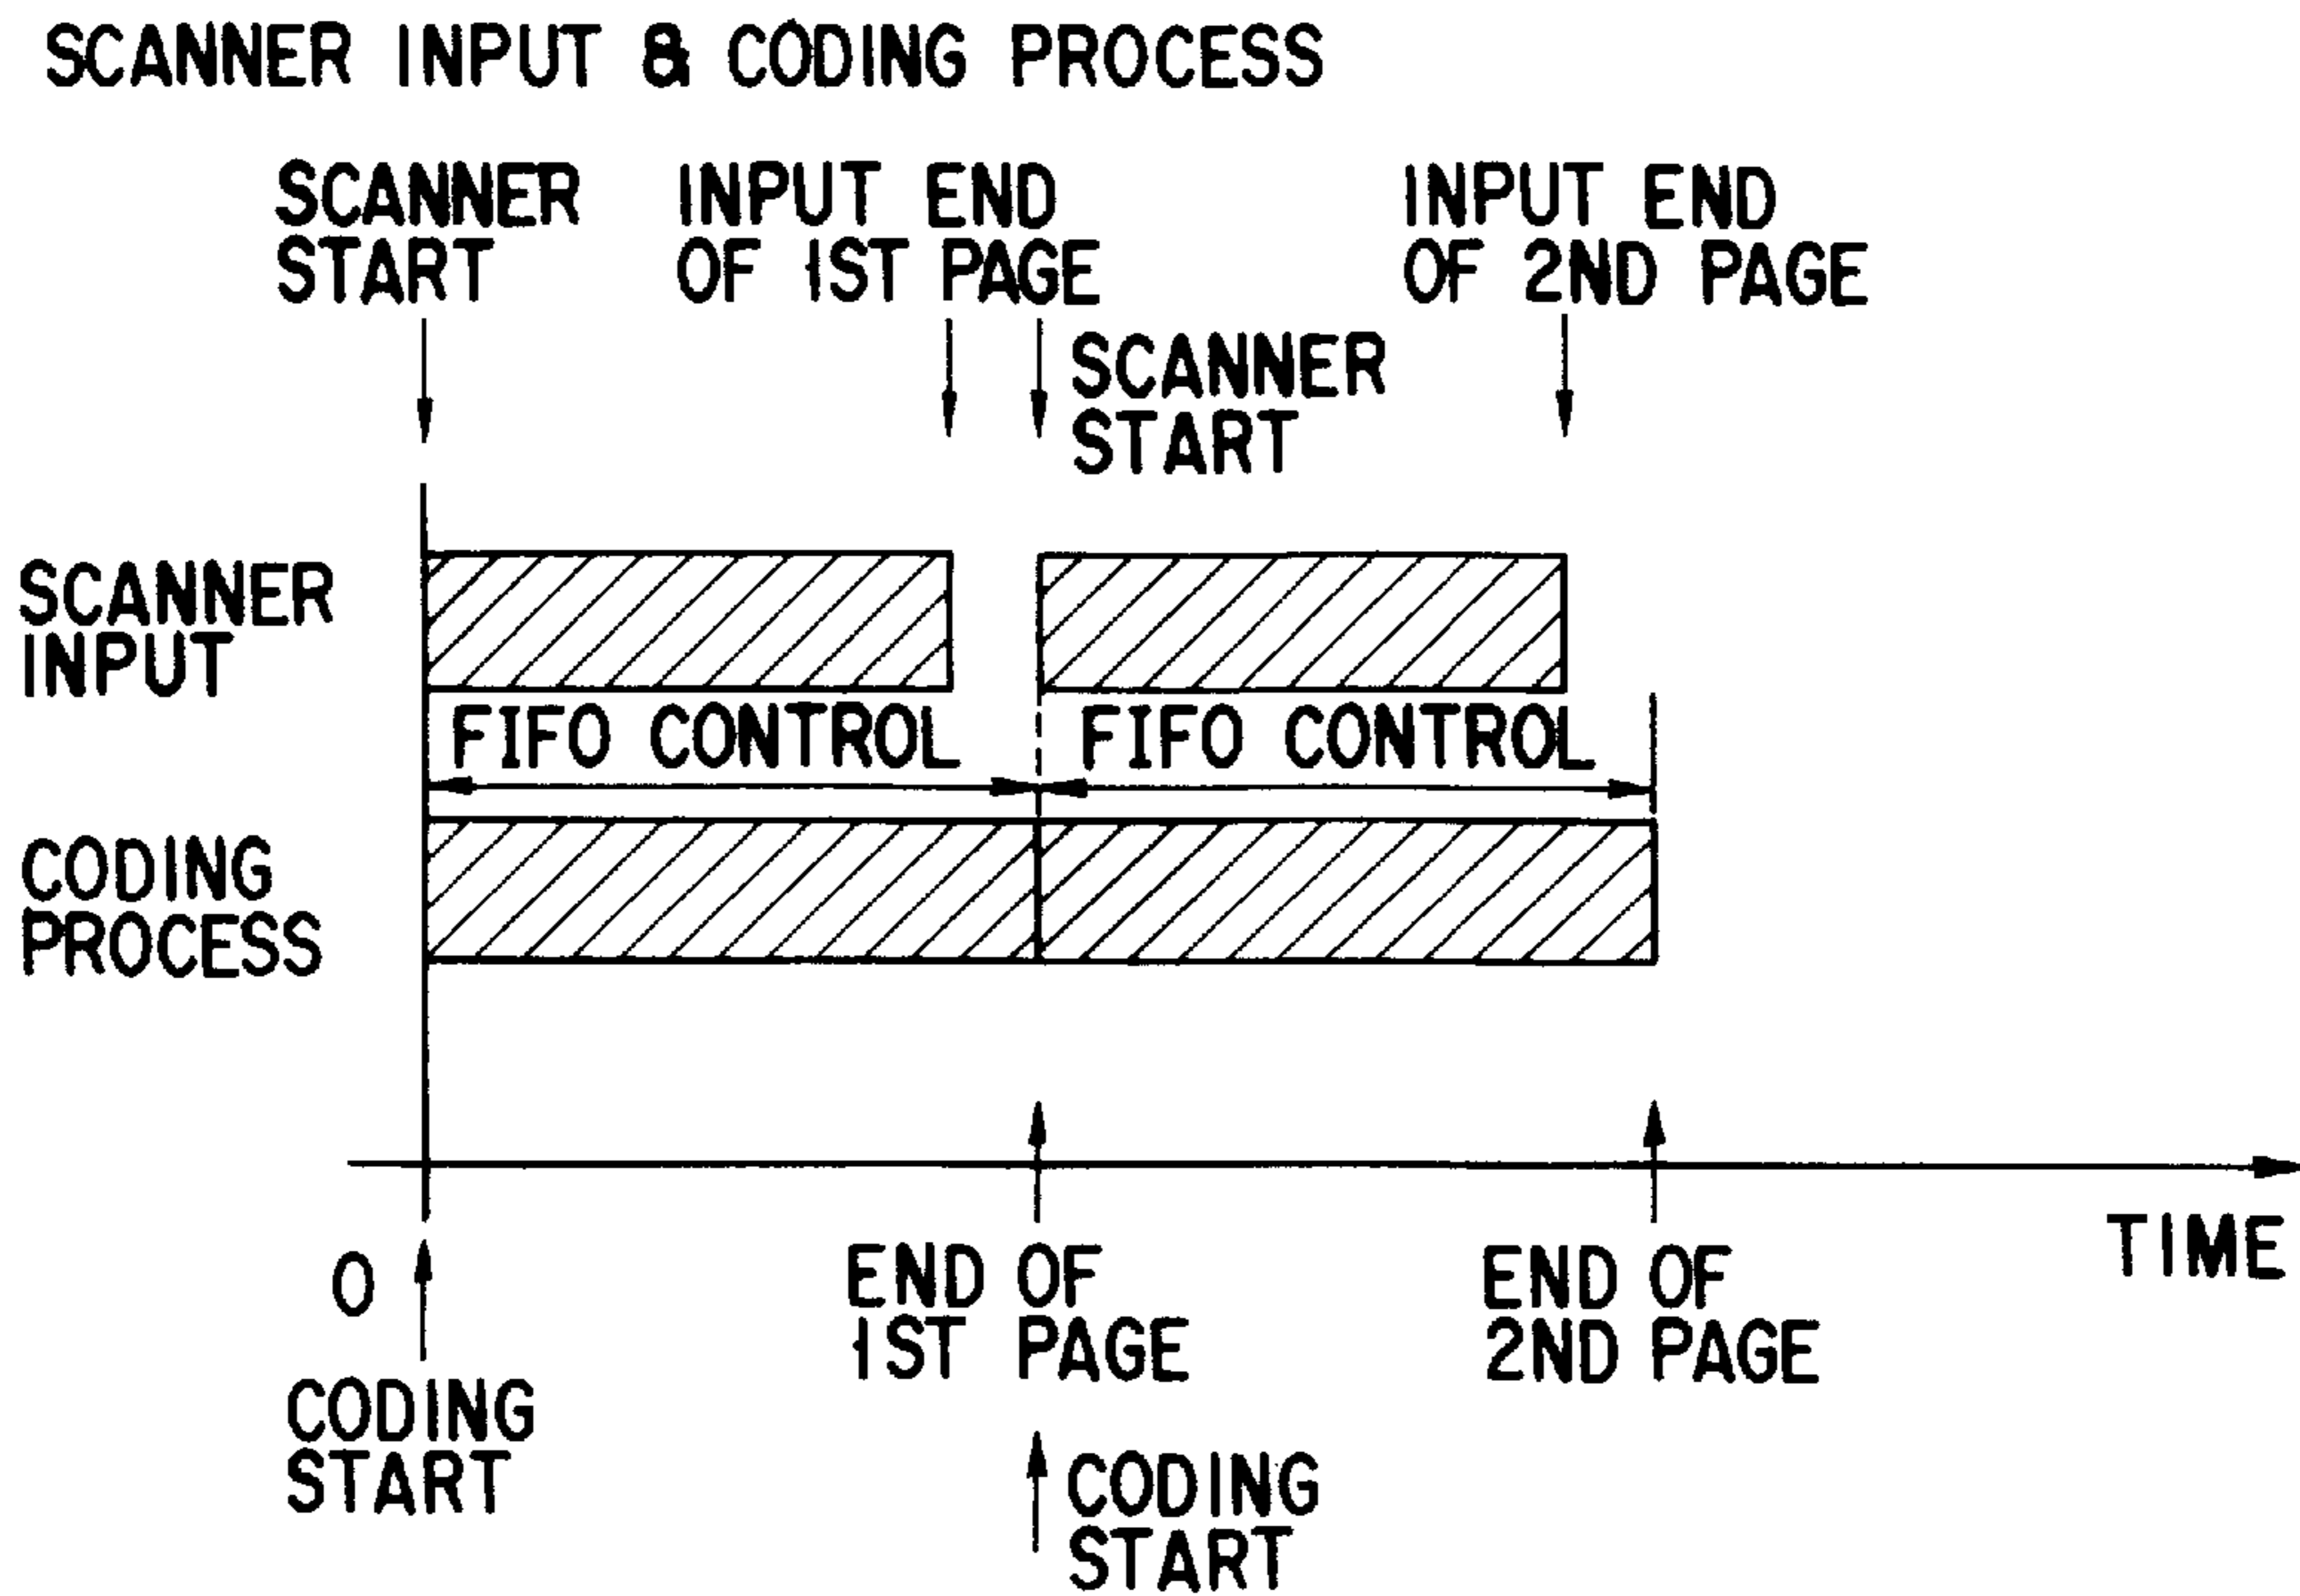 SCANNER INPUT & CODING PROCESS
SCANNER
START
INPUT END
OF 1ST PAGE
INPUT END
OF 2ND PAGE
SCANNER
START
SCANNER
INPUT
FIFO CONTROL
FIFO CONTROL
CODING
PROCESS
0
CODING
START
END OF
1ST PAGE
END OF
2ND PAGE
TIME
CODING
START